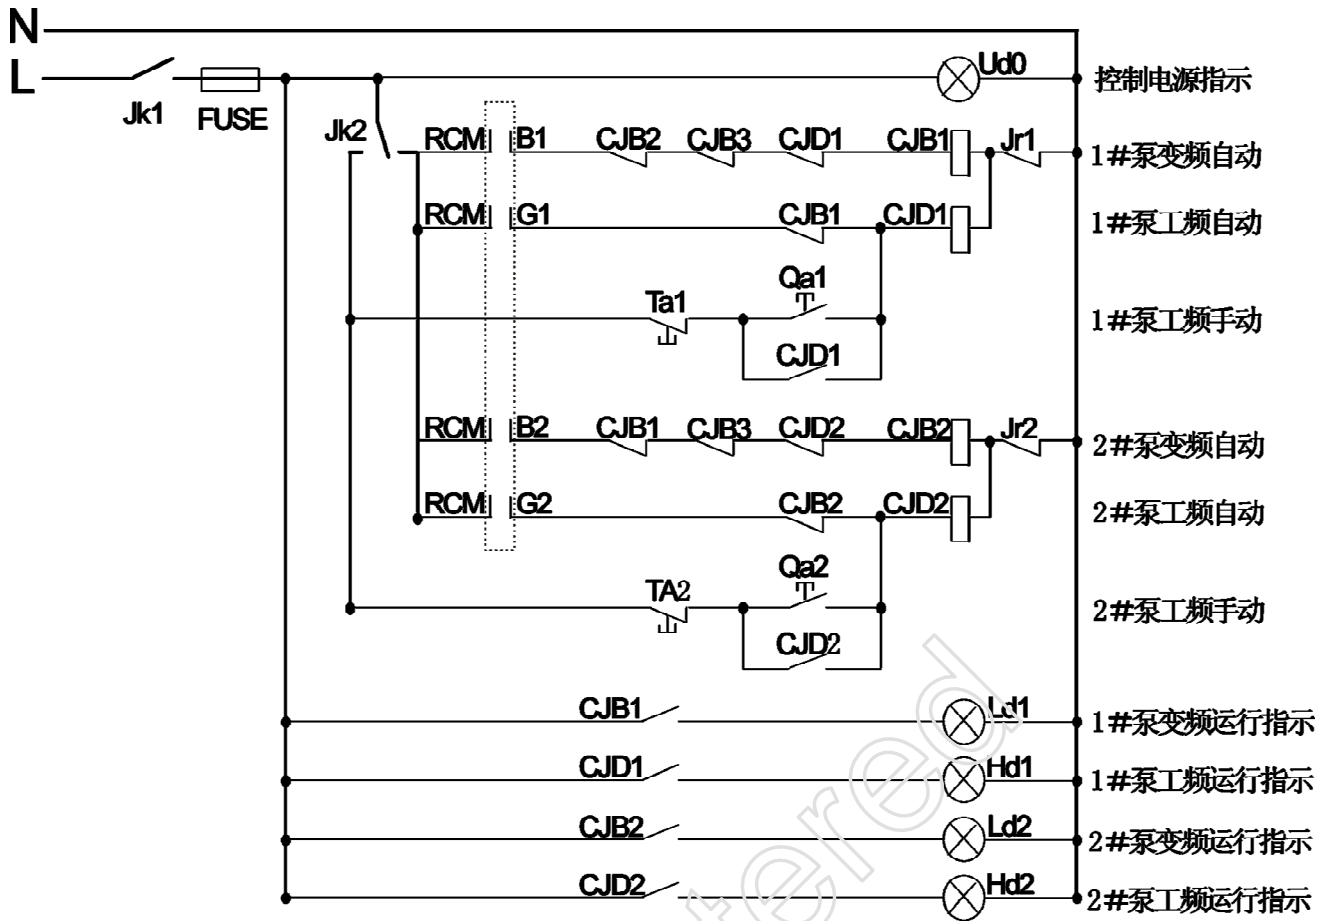 N
L
Jk1
FUSE
Ud0
控制电源指示
Jk2
RCM B1 CJB2 CJB3 CJD1 CJB1 Jr1 1#泵变频自动
RCM G1 CJB1 CJD1 1#泵工频自动
Qa1
Ta1 1#泵工频手动
CJD1
RCM B2 CJB1 CJB3 CJD2 CJB2 Jr2 2#泵变频自动
RCM G2 CJB2 CJD2 2#泵工频自动
Qa2
TA2 2#泵工频手动
CJD2
CJB1 Ld1 1#泵变频运行指示
CJD1 Hd1 1#泵工频运行指示
CJB2 Ld2 2#泵变频运行指示
CJD2 Hd2 2#泵工频运行指示
tered